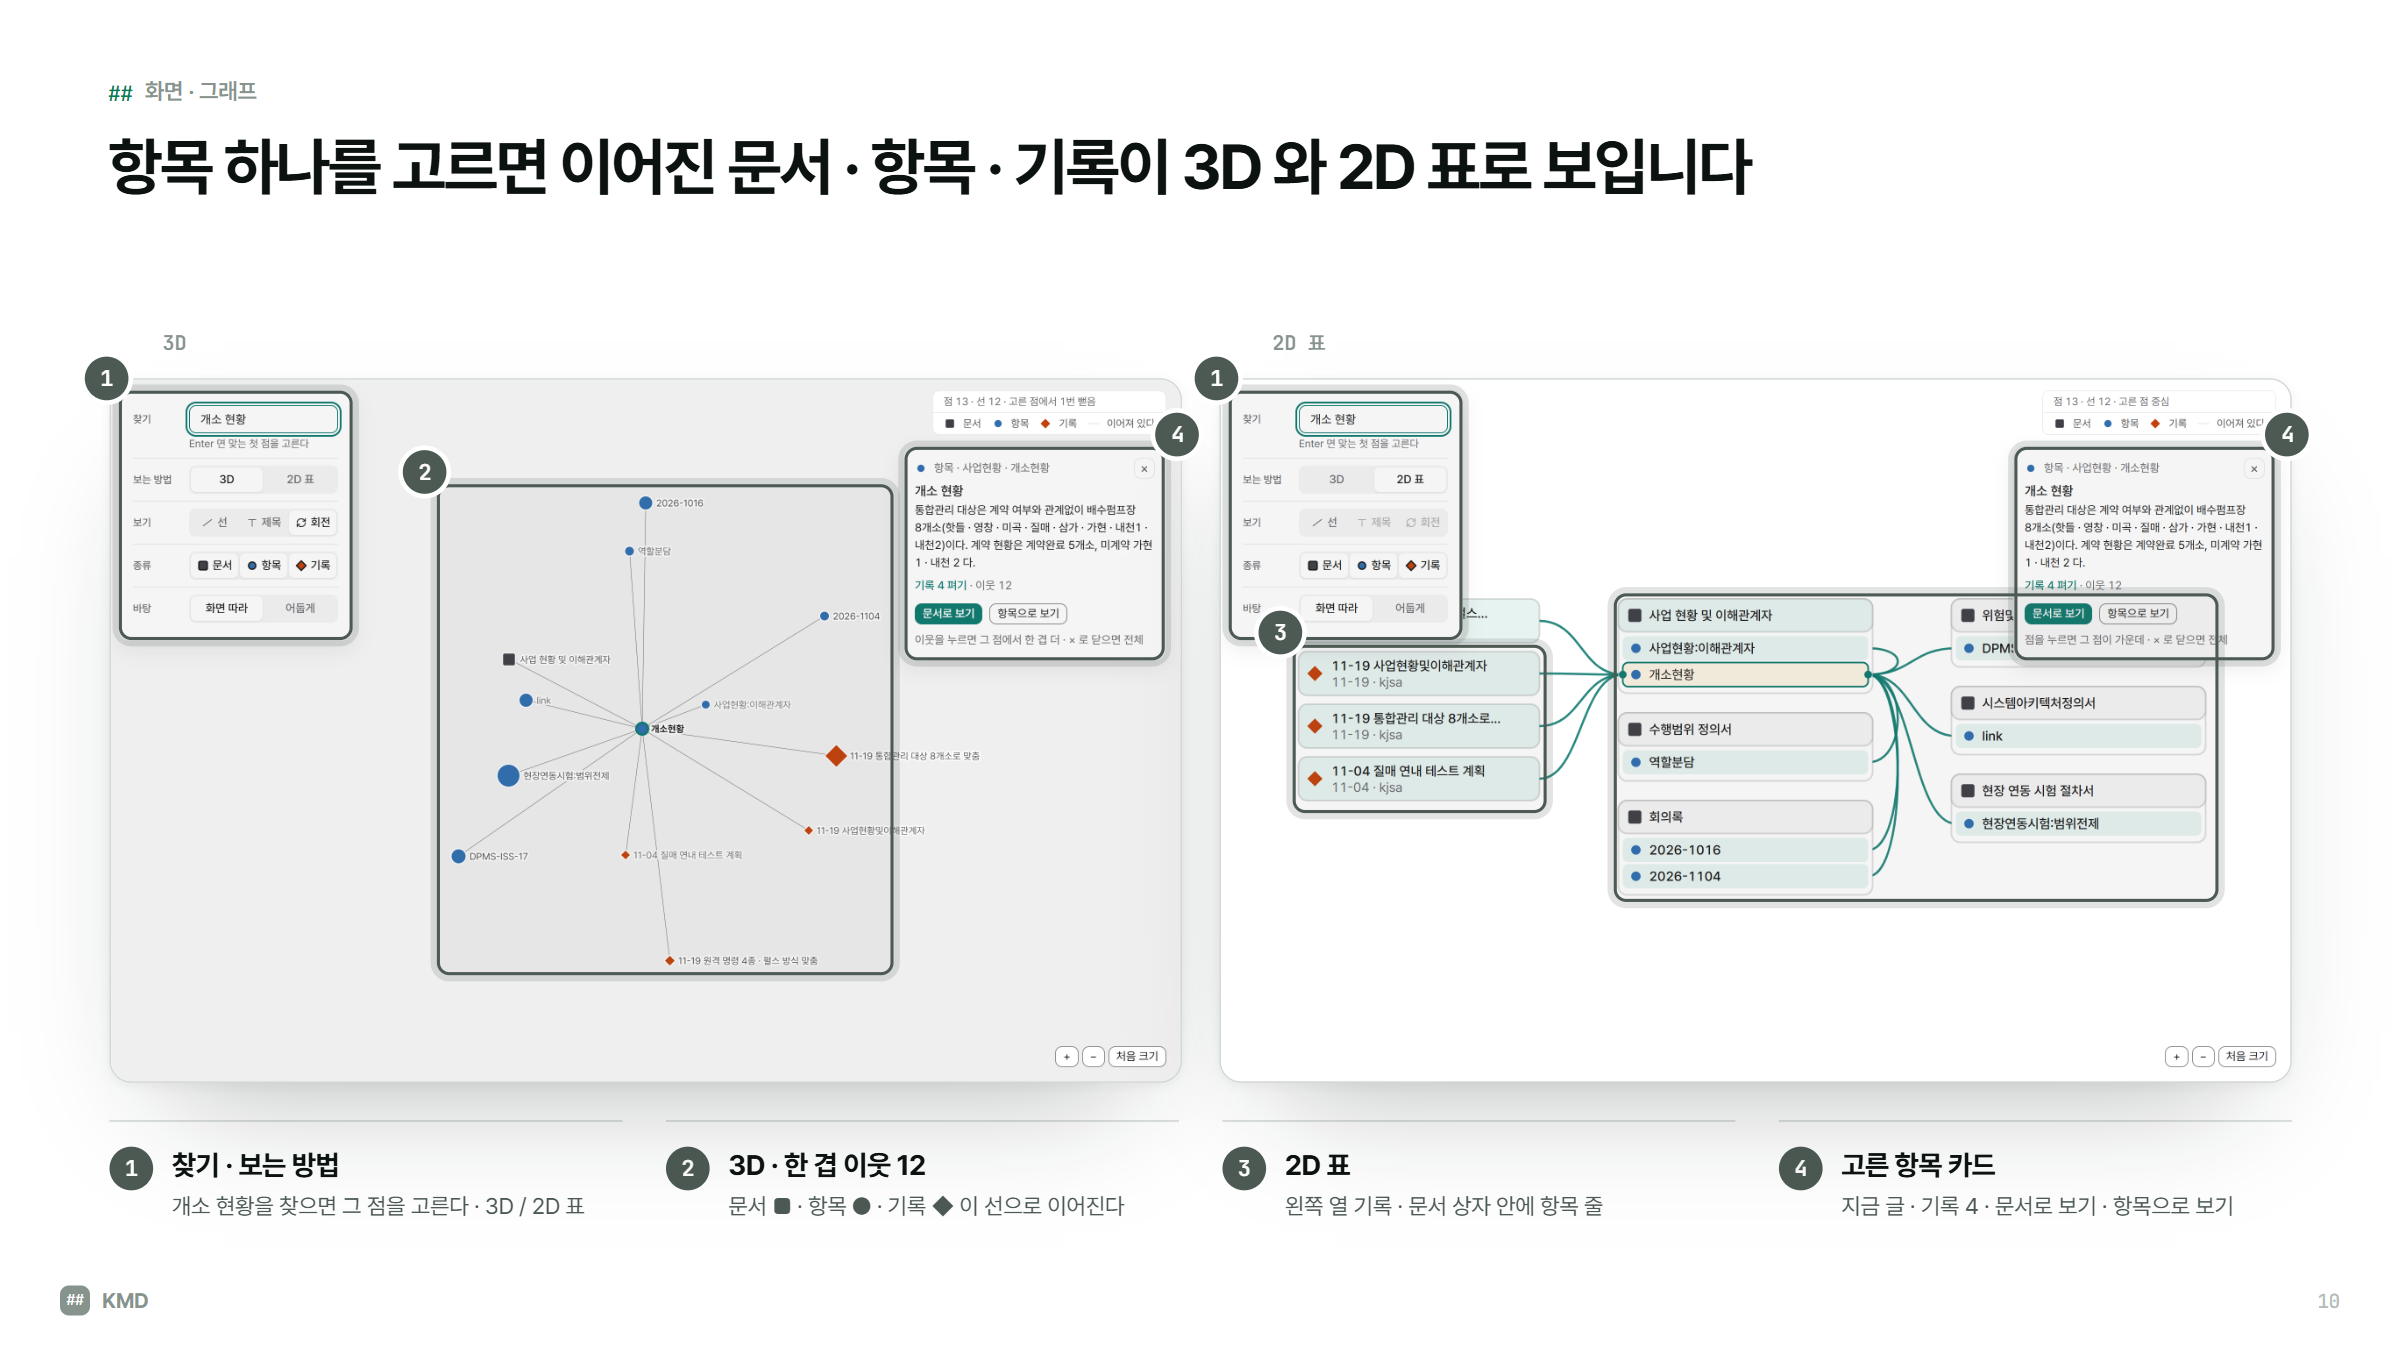 ## 화면 · 그래프
항목 하나를 고르면 이어진 문서 · 항목 · 기록이 3D 와 2D 표로 보입니다
3D
1
찾기
개소 현황
Enter 면 맞는 첫 점을 고른다
보는 방법
3D
2D 표
보기
선
제목
회전
종류
문서
항목
기록
바탕
화면 따라
어둡게
2
2026-1016
역할분담
2026-1104
사업 현황 및 이해관계자
link
사업현황:이해관계자
개소현황
11-19 통합관리 대상 8개소로 맞춤
현장연동시험:범위전제
11-19 사업현황및이해관계자
DPMS-ISS-17
11-04 질매 연내 테스트 계획
11-19 원격 명령 4종 · 펄스 방식 맞춤
점 13 · 선 12 · 고른 점에서 1번 뻗음
문서
항목
기록
이어져 있다
4
항목 · 사업현황 · 개소현황
×
개소 현황
통합관리 대상은 계약 여부와 관계없이 배수펌프장
8개소(핫들 · 영창 · 미곡 · 질매 · 삼가 · 가현 · 내천1 ·
내천2)이다. 계약 현황은 계약완료 5개소, 미계약 가현
1 · 내천 2 다.
기록 4 펴기 · 이웃 12
문서로 보기
항목으로 보기
이웃을 누르면 그 점에서 한 겹 더 · × 로 닫으면 전체
+
−
처음 크기
2D 표
1
찾기
개소 현황
Enter 면 맞는 첫 점을 고른다
보는 방법
3D
2D 표
보기
선
제목
회전
종류
문서
항목
기록
바탕
화면 따라
어둡게
3
펄스...
11-19 사업현황및이해관계자
11-19 · kjsa
11-19 통합관리 대상 8개소로...
11-19 · kjsa
11-04 질매 연내 테스트 계획
11-04 · kjsa
사업 현황 및 이해관계자
사업현황:이해관계자
개소현황
수행범위 정의서
역할분담
회의록
2026-1016
2026-1104
위험및
DPMS
시스템아키텍처정의서
link
현장 연동 시험 절차서
현장연동시험:범위전제
점 13 · 선 12 · 고른 점 중심
문서
항목
기록
이어져 있다
4
항목 · 사업현황 · 개소현황
×
개소 현황
통합관리 대상은 계약 여부와 관계없이 배수펌프장
8개소(핫들 · 영창 · 미곡 · 질매 · 삼가 · 가현 · 내천1 ·
내천2)이다. 계약 현황은 계약완료 5개소, 미계약 가현
1 · 내천 2 다.
기록 4 펴기 · 이웃 12
문서로 보기
항목으로 보기
점을 누르면 그 점이 가운데 · × 로 닫으면 전체
+
−
처음 크기
1
찾기 · 보는 방법
개소 현황을 찾으면 그 점을 고른다 · 3D / 2D 표
2
3D · 한 겹 이웃 12
문서 ■ · 항목 ● · 기록 ◆ 이 선으로 이어진다
3
2D 표
왼쪽 열 기록 · 문서 상자 안에 항목 줄
4
고른 항목 카드
지금 글 · 기록 4 · 문서로 보기 · 항목으로 보기
## KMD
10